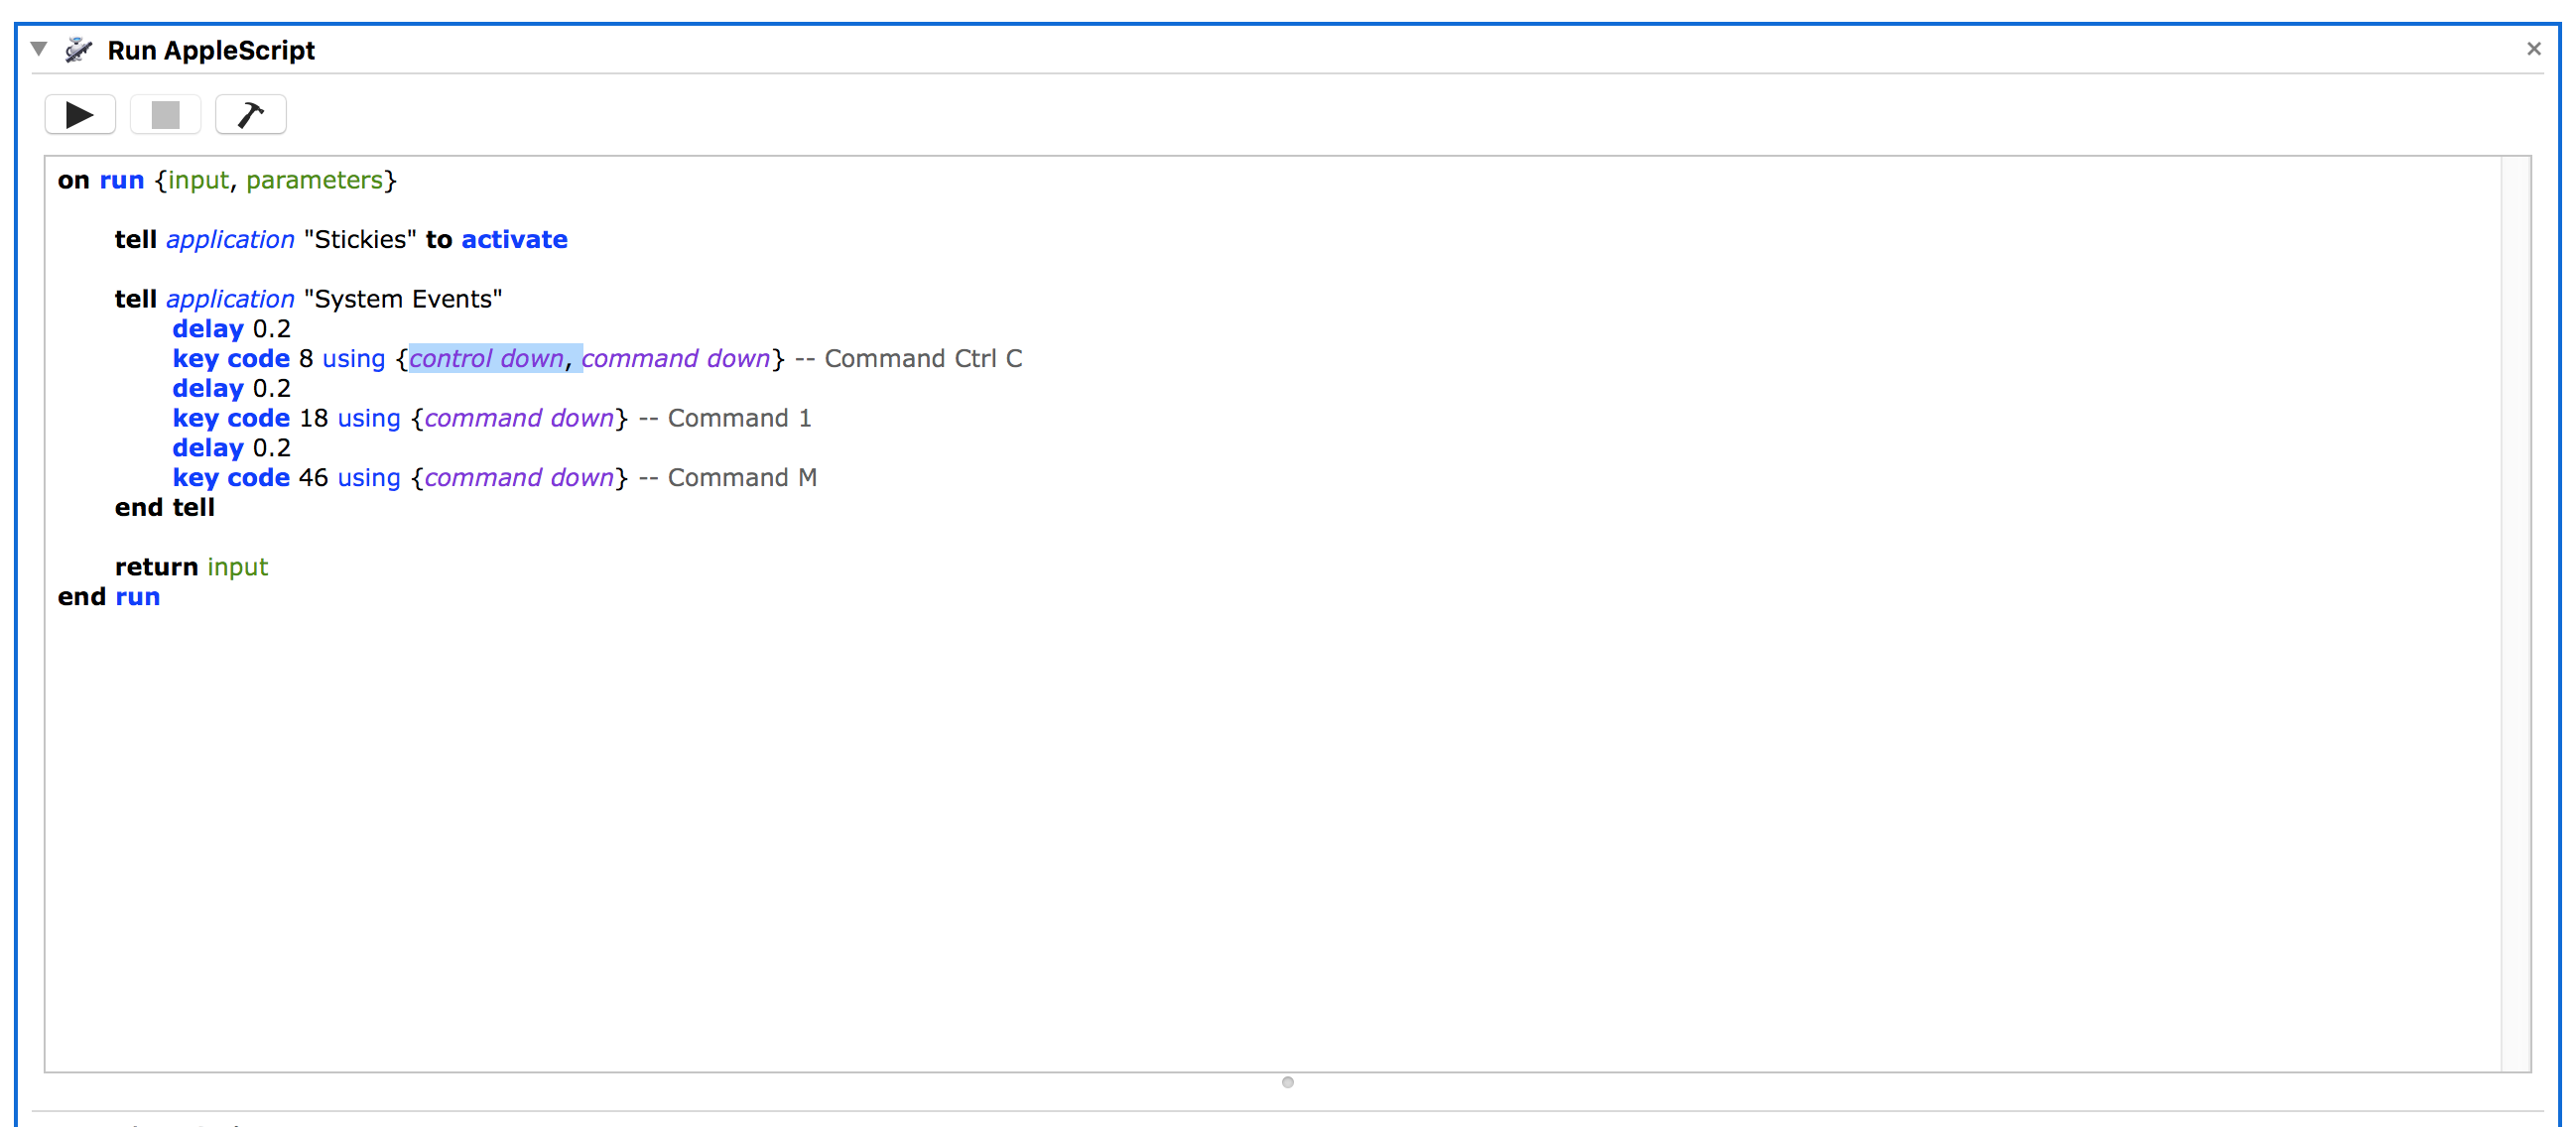 Run AppleScript
on run {input, parameters}
tell application "Stickies" to activate
tell application "System Events"
delay 0.2
key code 8 using {control down, command down} -- Command Ctrl C
delay 0.2
key code 18 using {command down} -- Command 1
delay 0.2
key code 46 using {command down} -- Command M
end tell
return input
end run